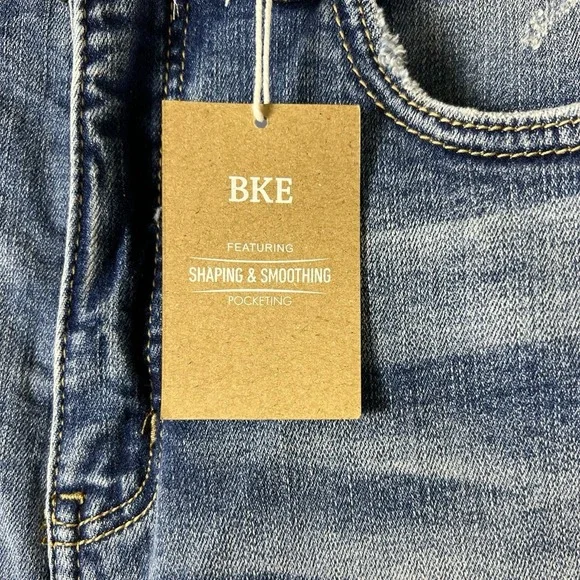 BKE
FEATURING
SHAPING & SMOOTHING
POCKETING